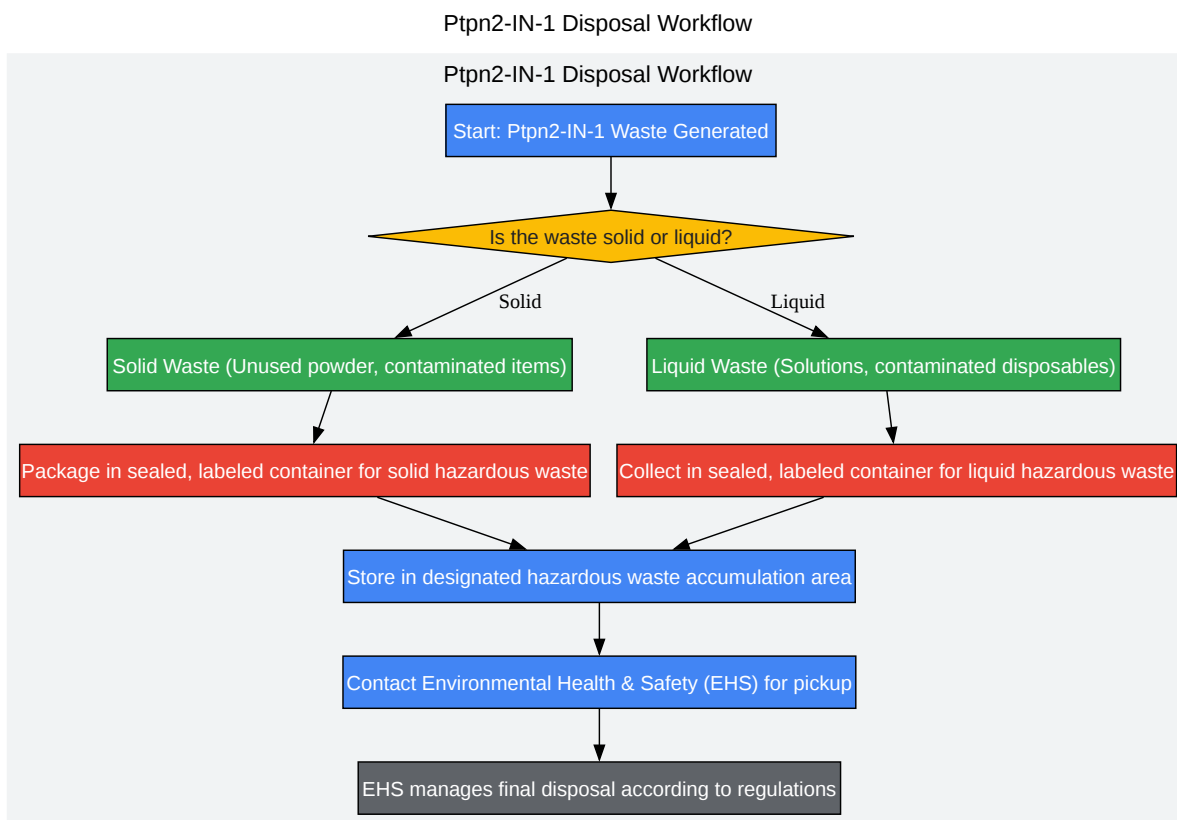 Ptpn2-IN-1 Disposal Workflow
Ptpn2-IN-1 Disposal Workflow
Start: Ptpn2-IN-1 Waste Generated
Is the waste solid or liquid?
Solid
Liquid
Solid Waste (Unused powder, contaminated items)
Liquid Waste (Solutions, contaminated disposables)
Package in sealed, labeled container for solid hazardous waste
Collect in sealed, labeled container for liquid hazardous waste
Store in designated hazardous waste accumulation area
Contact Environmental Health & Safety (EHS) for pickup
EHS manages final disposal according to regulations